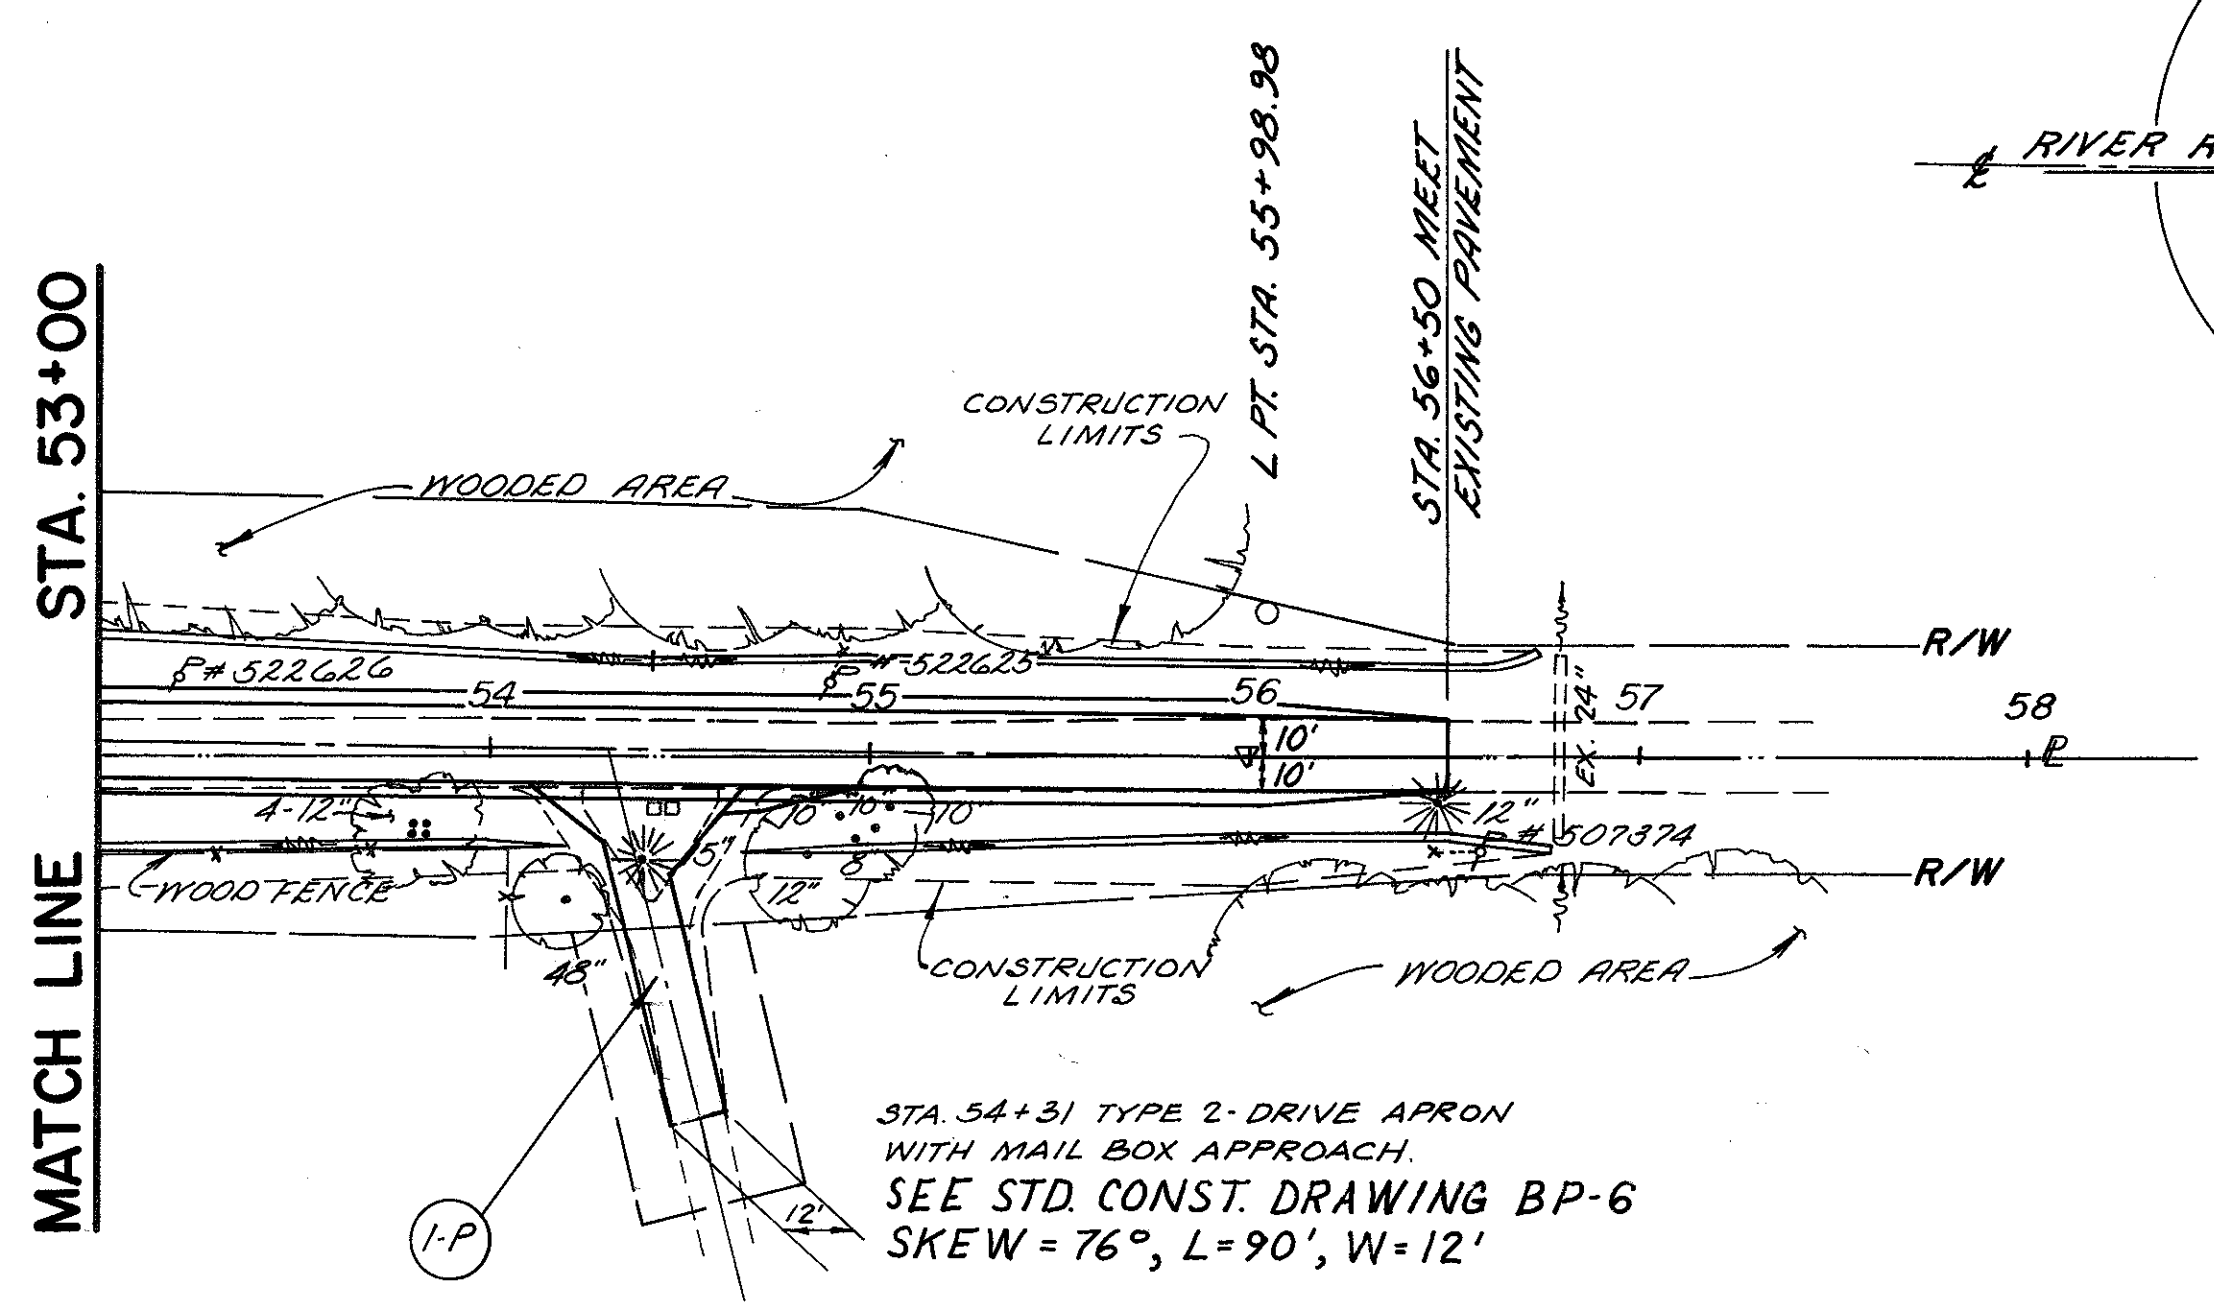 MATCH LINE STA. 53+00
L PT. STA. 55+98.98
STA. 56+50 MEET
EXISTING PAVEMENT
℄ RIVER R
CONSTRUCTION
LIMITS
WOODED AREA
R/W
P# 522626
P#522625
54
55
56
57
58
EX. 24"
10'
10'
℄
4-12"
10"
10"
10"
12"
P# 507374
5"
8"
12"
WOOD FENCE
R/W
48"
CONSTRUCTION
LIMITS
WOODED AREA
STA. 54+31 TYPE 2-DRIVE APRON
WITH MAIL BOX APPROACH.
SEE STD. CONST. DRAWING BP-6
SKEW = 76°, L=90', W=12'
12'
1-P